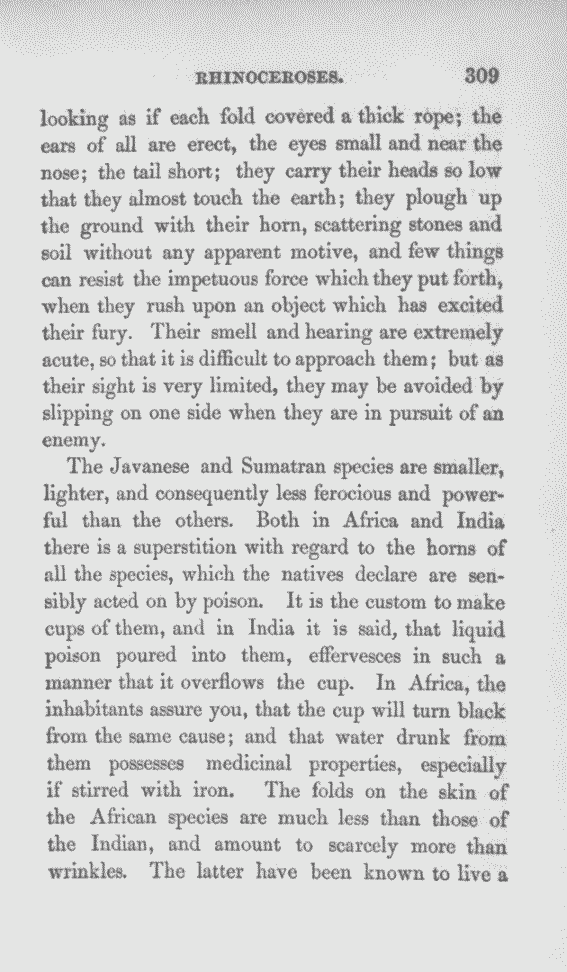 RHINOCEROSES. 309
looking as if each fold covered a thick rope; the
ears of all are erect, the eyes small and near the
nose; the tail short; they carry their heads so low
that they almost touch the earth; they plough up
the ground with their horn, scattering stones and
soil without any apparent motive, and few things
can resist the impetuous force which they put forth,
when they rush upon an object which has excited
their fury. Their smell and hearing are extremely
acute, so that it is difficult to approach them; but as
their sight is very limited, they may be avoided by
slipping on one side when they are in pursuit of an
enemy.
The Javanese and Sumatran species are smaller,
lighter, and consequently less ferocious and power-
ful than the others. Both in Africa and India
there is a superstition with regard to the horns of
all the species, which the natives declare are sen-
sibly acted on by poison. It is the custom to make
cups of them, and in India it is said, that liquid
poison poured into them, effervesces in such a
manner that it overflows the cup. In Africa, the
inhabitants assure you, that the cup will turn black
from the same cause; and that water drunk from
them possesses medicinal properties, especially
if stirred with iron. The folds on the skin of
the African species are much less than those of
the Indian, and amount to scarcely more than
wrinkles. The latter have been known to live a